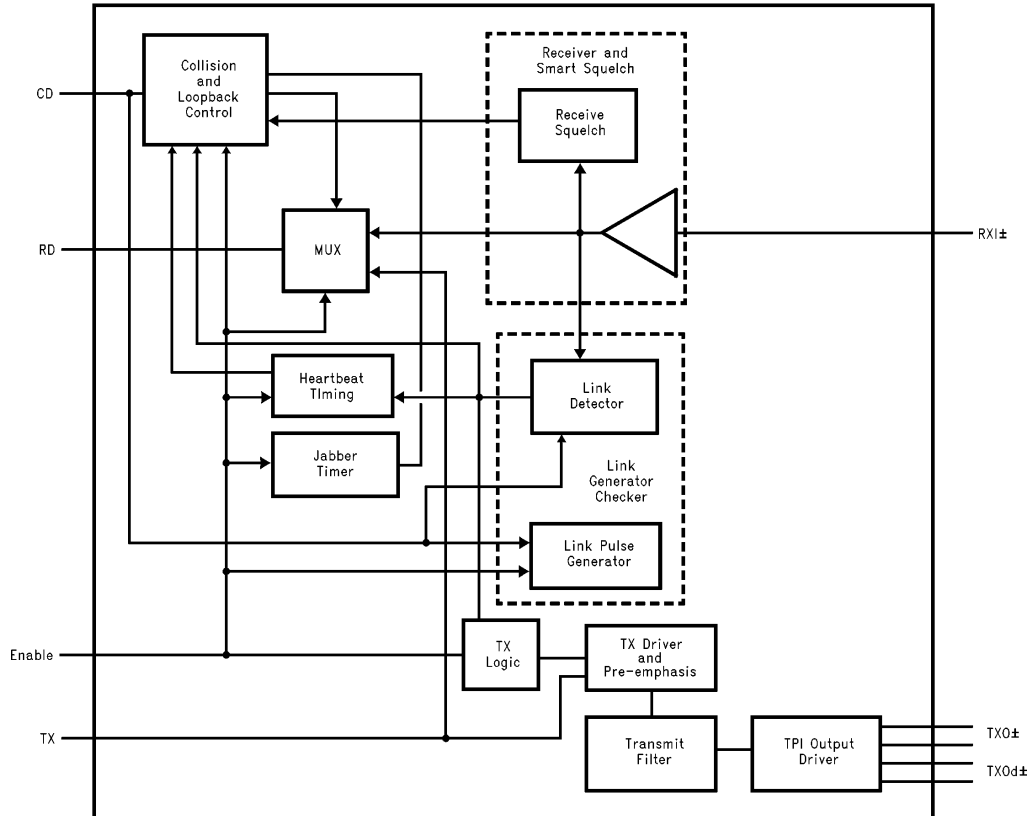 Collision
and
Loopback
Control
Receiver and
Smart Squelch
Receive
Squelch
CD
MUX
RD
RXI±
Heartbeat
TIming
Link
Detector
Jabber
Timer
Link
Generator
Checker
Link Pulse
Generator
Enable
TX
Logic
TX Driver
and
Pre-emphasis
TX
Transmit
Filter
TPI Output
Driver
TXO±
TXOd±